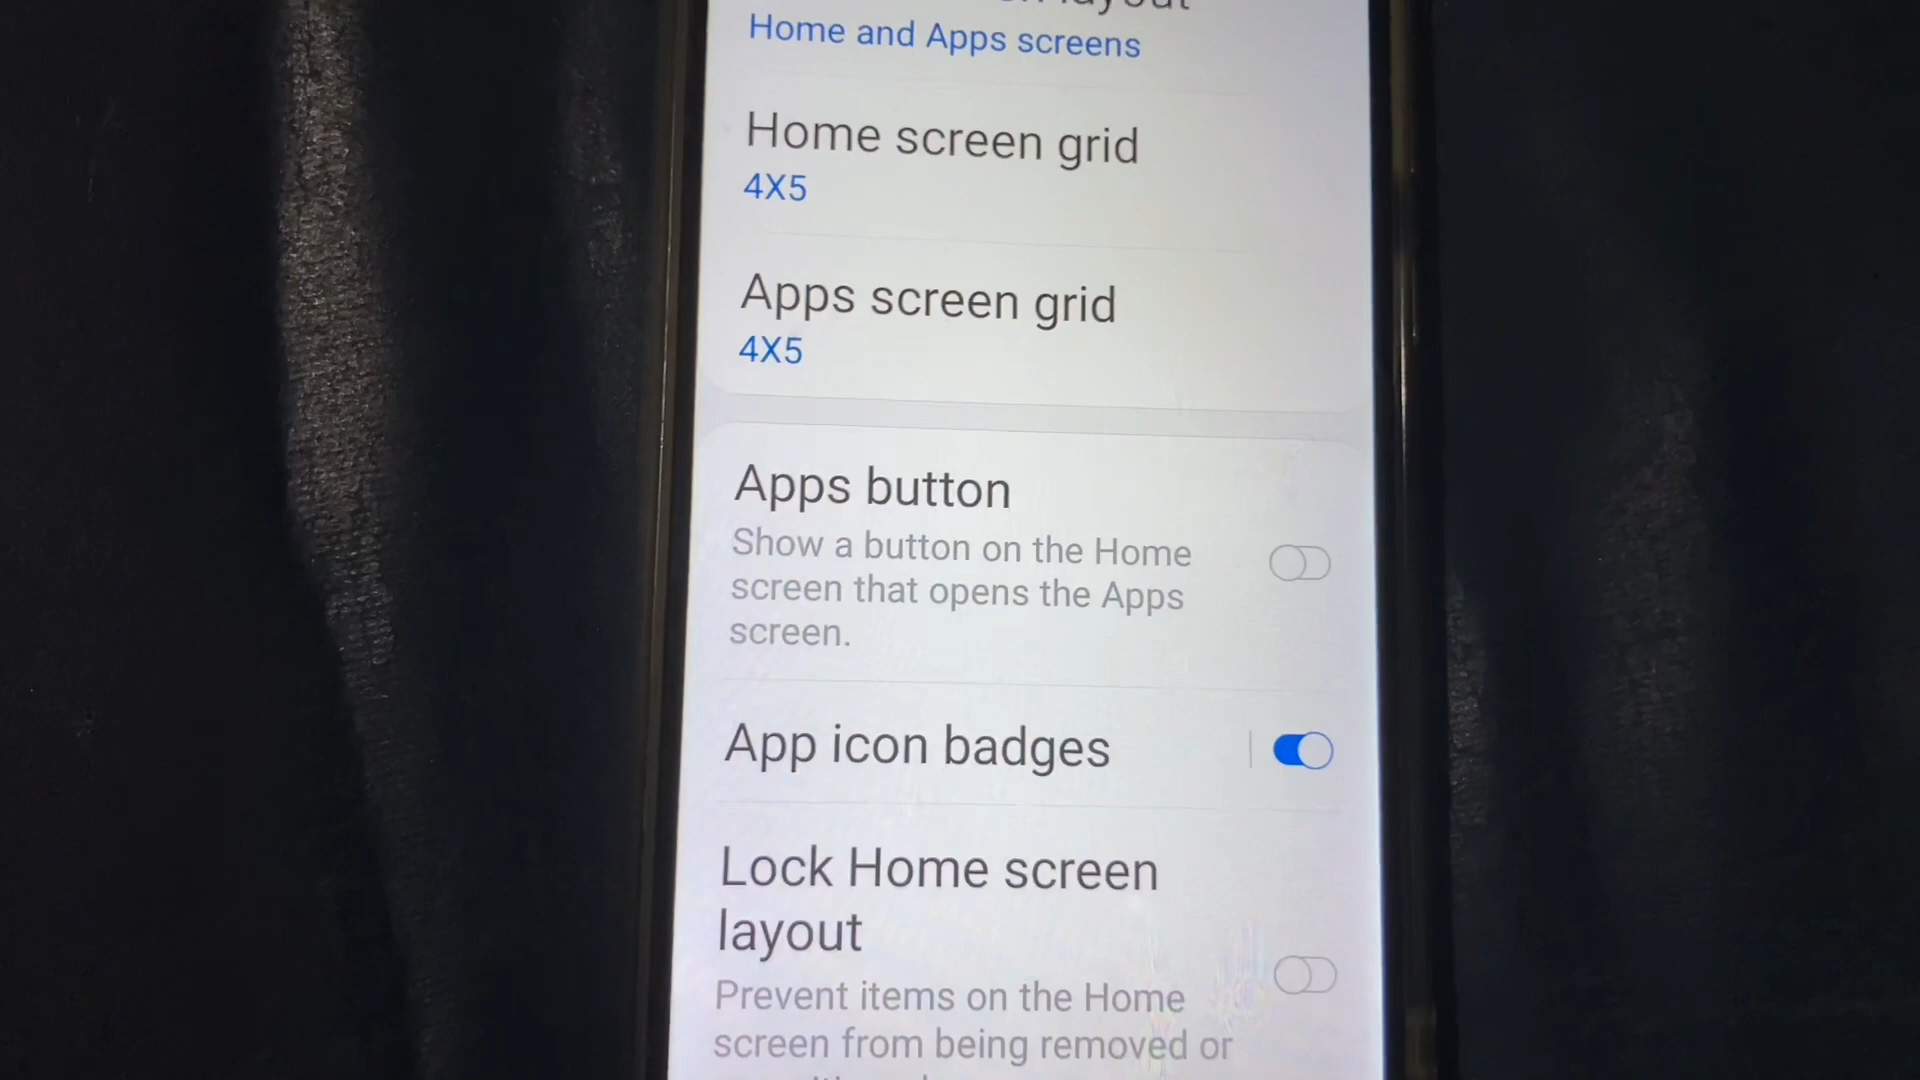 layout
Home and Apps screens
Home screen grid
4X5
Apps screen grid
4X5
Apps button
Show a button on the Home
screen that opens the Apps
screen.
App icon badges
Lock Home screen
layout
Prevent items on the Home
screen from being removed or